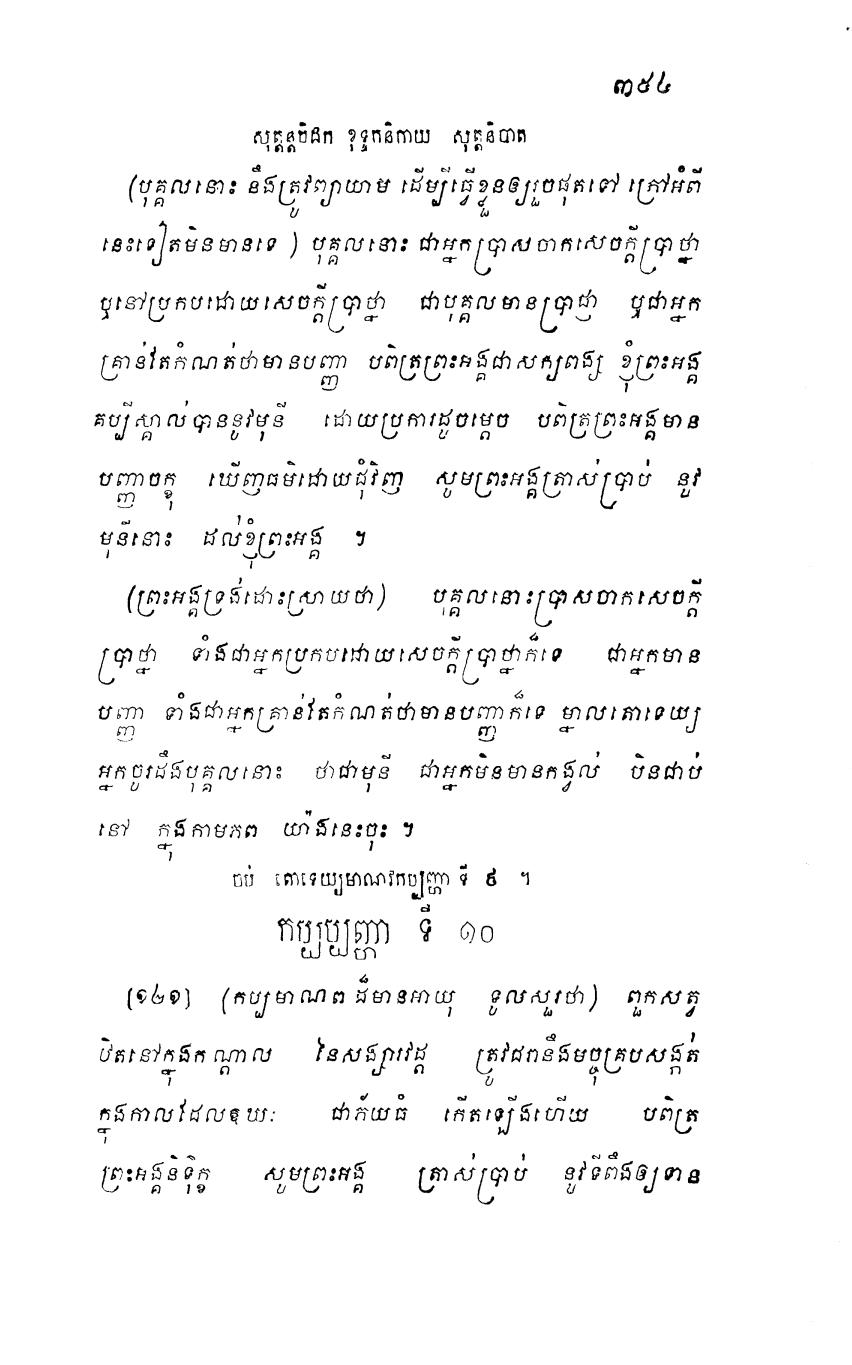 ៣៥៤
សុត្តន្តបិដក ខុទ្ទកនិកាយ សុត្តនិបាត
(បុគ្គលនោះ នឹងត្រូវព្យាយាម ដើម្បីធ្វើខ្លួនឲ្យរួចផុតទៅ ក្រៅអំពី
នេះទៀតមិនមានទេ ) បុគ្គលនោះ ជាអ្នកប្រាសចាកសេចក្តីប្រាថ្នា
ឬនៅប្រកបដោយសេចក្តីប្រាថ្នា ជាបុគ្គលមានប្រាជ្ញា ឬជាអ្នក
គ្រាន់តែកំណត់ថាមានបញ្ញា បពិត្រព្រះអង្គជាសក្យពង្ស ខ្ញុំព្រះអង្គ
គប្បីស្គាល់បាននូវមុនី ដោយប្រការដូចម្តេច បពិត្រព្រះអង្គមាន
បញ្ញាចក្ខុ ឃើញធម៌ដោយជុំវិញ សូមព្រះអង្គត្រាស់ប្រាប់ នូវ
មុនីនោះ ដល់ខ្ញុំព្រះអង្គ ។
(ព្រះអង្គទ្រង់ដោះស្រាយថា) បុគ្គលនោះប្រាសចាកសេចក្តី
ប្រាថ្នា ទាំងជាអ្នកប្រកបដោយសេចក្តីប្រាថ្នាក៏ទេ ជាអ្នកមាន
បញ្ញា ទាំងជាអ្នកគ្រាន់តែកំណត់ថាមានបញ្ញាក៏ទេ ម្នាលតោទេយ្យ
អ្នកចូរដឹងបុគ្គលនោះ ថាជាមុនី ជាអ្នកមិនមានកង្វល់ មិនជាប់
នៅ ក្នុងកាមភព យ៉ាងនេះចុះ ។
ចប់ តោទេយ្យមាណវកប្បញ្ហា ទី ៩ ។
កប្បប្បញ្ហា ទី ១០
[១៤១] (កប្បមាណព ដ៏មានអាយុ ទូលសួរថា) ពួកសត្វ
ឋិតនៅក្នុងកណ្តាល នៃសង្សារវដ្ត ត្រូវជរានឹងមច្ចុគ្របសង្កត់
ក្នុងកាលដែលឱឃៈ ជាភ័យធំ កើតឡើងហើយ បពិត្រ
ព្រះអង្គនិទ្ទុក្ខ សូមព្រះអង្គ ត្រាស់ប្រាប់ នូវទីពឹងឲ្យទាន